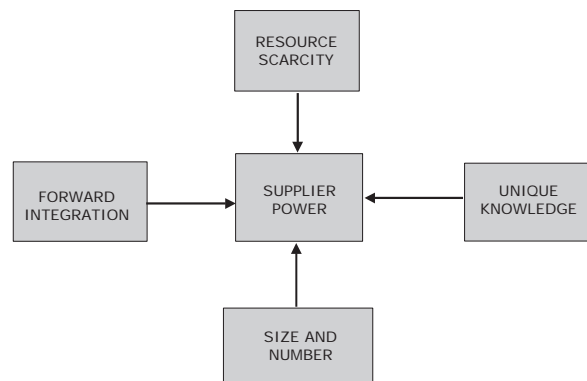 RESOURCE
SCARCITY
FORWARD
INTEGRATION
SUPPLIER
POWER
UNIQUE
KNOWLEDGE
SIZE AND
NUMBER